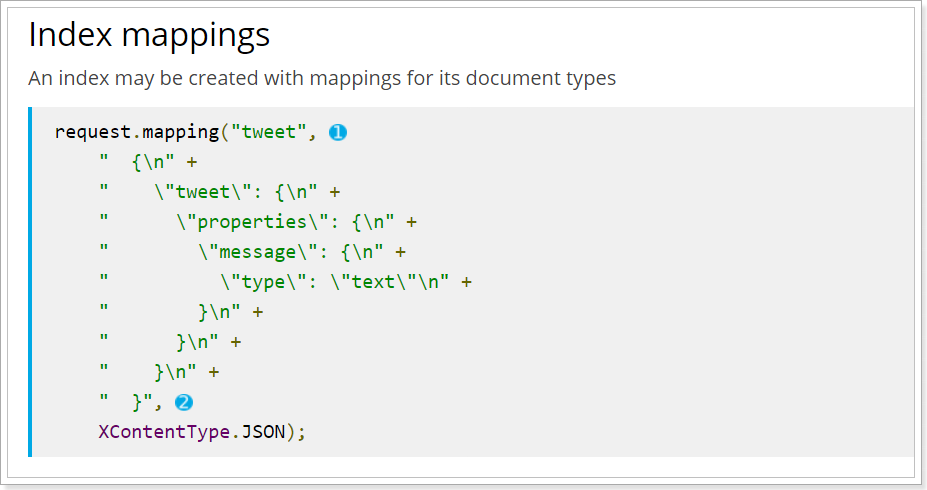 Index mappings
An index may be created with mappings for its document types
request.mapping("tweet", 1
"  {\n" +
"    \"tweet\": {\n" +
"      \"properties\": {\n" +
"        \"message\": {\n" +
"          \"type\": \"text\"\n" +
"        }\n" +
"      }\n" +
"    }\n" +
"  }", 2
XContentType.JSON);